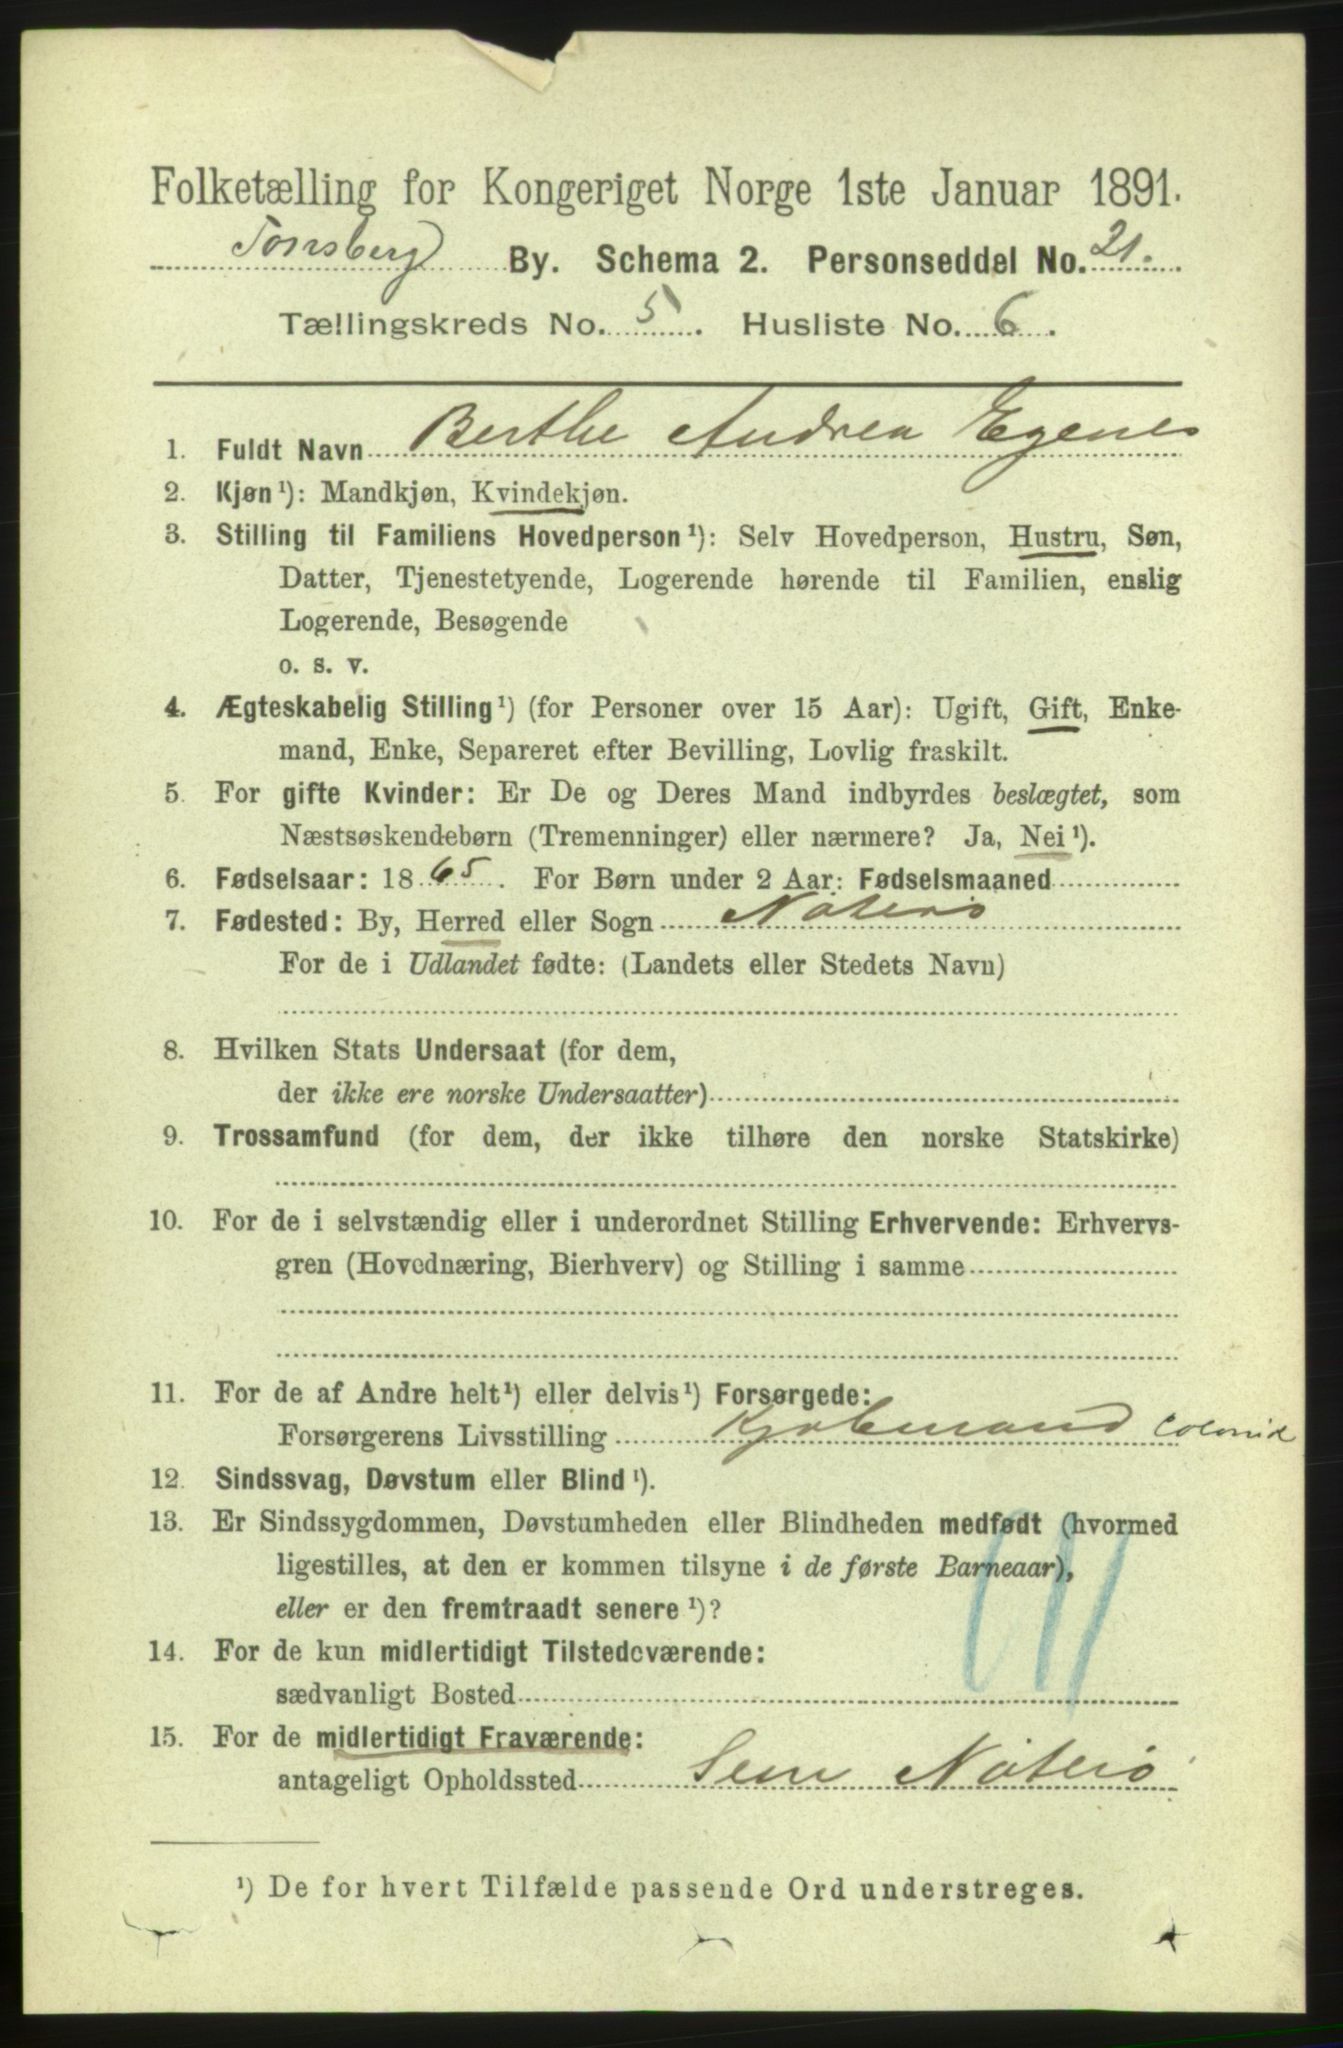 Folketælling for Kongeriget Norge 1ste Januar 1891.
Tønsberg By. Schema 2. Personseddel No. 21.
Tællingskreds No. 5. Husliste No. 6.
1. Fuldt Navn Berthe Andrea Egenes
2. Kjøn¹): Mandkjøn, Kvindekjøn.
3. Stilling til Familiens Hovedperson¹): Selv Hovedperson, Hustru, Søn,
Datter, Tjenestetyende, Logerende hørende til Familien, enslig
Logerende, Besøgende
o. s. v.
4. Ægteskabelig Stilling¹) (for Personer over 15 Aar): Ugift, Gift, Enke-
mand, Enke, Separeret efter Bevilling, Lovlig fraskilt.
5. For gifte Kvinder: Er De og Deres Mand indbyrdes beslægtet, som
Næstsøskendebørn (Tremenninger) eller nærmere? Ja, Nei¹).
6. Fødselsaar: 1865. For Børn under 2 Aar: Fødselsmaaned
7. Fødested: By, Herred eller Sogn Nøterø
For de i Udlandet fødte: (Landets eller Stedets Navn)
8. Hvilken Stats Undersaat (for dem,
der ikke ere norske Undersaatter)
9. Trossamfund (for dem, der ikke tilhøre den norske Statskirke)
10. For de i selvstændig eller i underordnet Stilling Erhvervende: Erhvervs-
gren (Hovednæring, Bierhverv) og Stilling i samme
11. For de af Andre helt¹) eller delvis¹) Forsørgede:
Forsørgerens Livsstilling Kjøbmand Colonial
12. Sindssvag, Døvstum eller Blind¹).
13. Er Sindssygdommen, Døvstumheden eller Blindheden medfødt (hvormed
ligestilles, at den er kommen tilsyne i de første Barneaar),
eller er den fremtraadt senere¹)?
14. For de kun midlertidigt Tilstedeværende:
sædvanligt Bosted
15. For de midlertidigt Fraværende:
antageligt Opholdssted Sem Nøterø
¹) De for hvert Tilfælde passende Ord understreges.